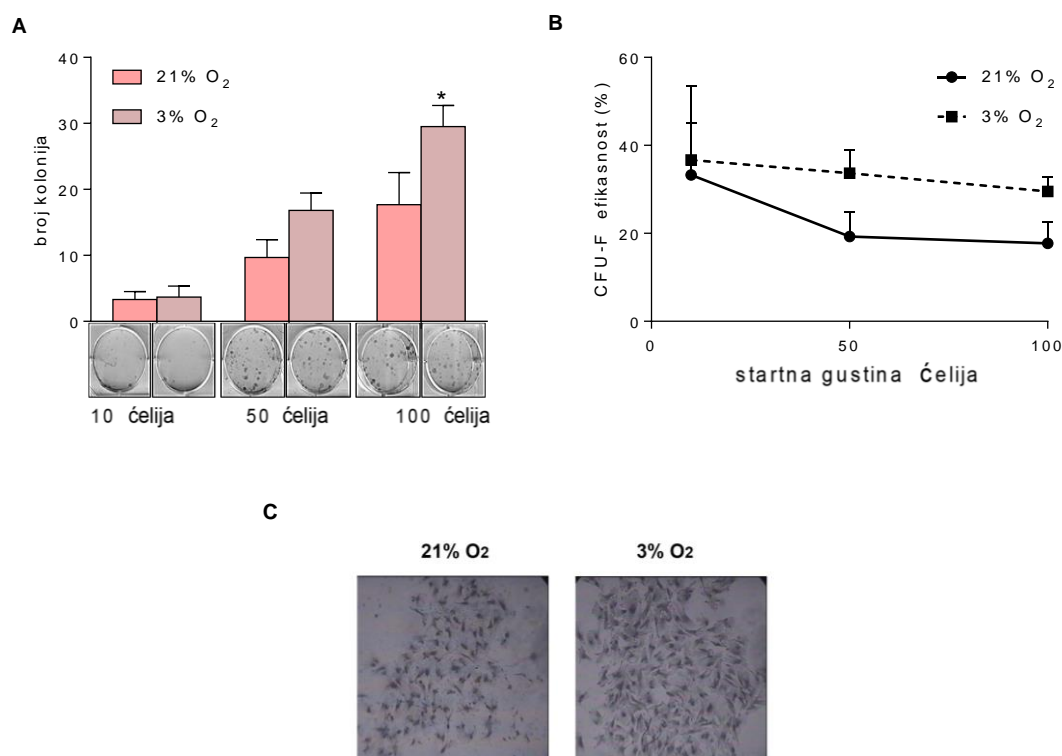 A
broj kolonija
40
30
20
10
0
21% O2
3% O2
*
10 ćelija
50 ćelija
100 ćelija
B
CFU-F efikasnost (%)
60
40
20
0
21% O2
3% O2
0
50
100
startna gustina Ćelija
C
21% O2
3% O2